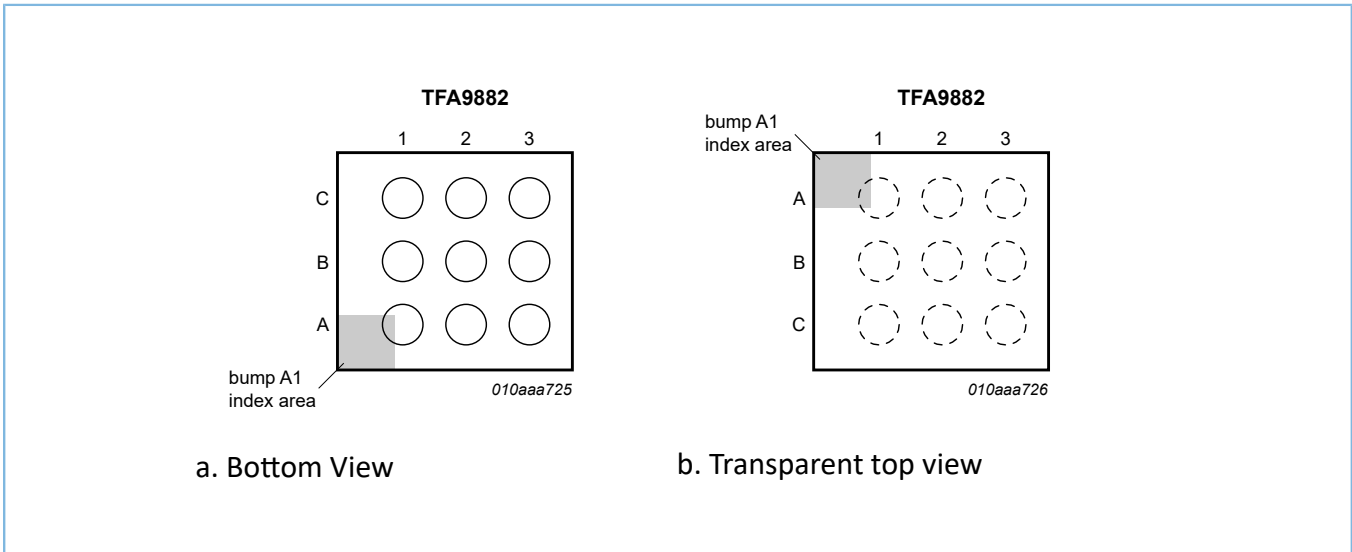 TFA9882
1 2 3
C
B
A
bump A1
index area
010aaa725
a. Bottom View
TFA9882
bump A1
index area
1 2 3
A
B
C
010aaa726
b. Transparent top view